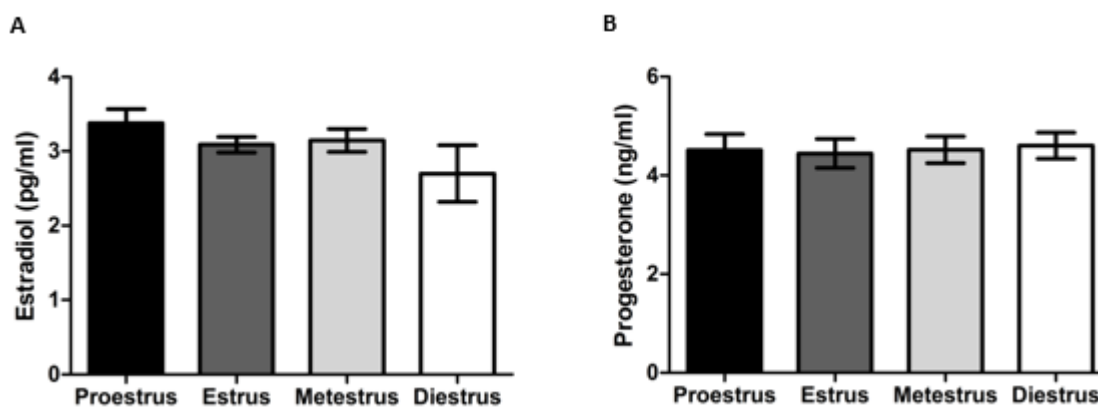 A
Estradiol (pg/ml)
4
3
2
1
0
Proestrus Estrus Metestrus Diestrus
B
Progesterone (ng/ml)
6
4
2
0
Proestrus Estrus Metestrus Diestrus